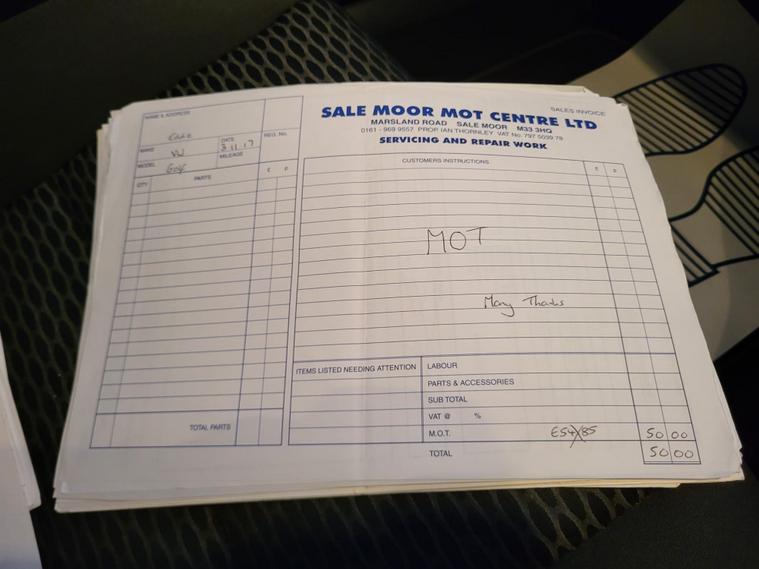 SALES INVOICE
SALE MOOR MOT CENTRE LTD
MARSLAND ROAD SALE MOOR M33 3HQ
0161 - 969 9557 PROP. IAN THORNLEY VAT No. 797 5039 78
SERVICING AND REPAIR WORK
NAME & ADDRESS
MAKE VW
DATE
11.17
REG. No.
MODEL Golf
MILEAGE
QTY PARTS £ P
CUSTOMERS INSTRUCTIONS £ P
MOT
Many Thanks
ITEMS LISTED NEEDING ATTENTION
LABOUR
PARTS & ACCESSORIES
SUB TOTAL
VAT @ %
M.O.T. £54/85 50 00
TOTAL 50 00
TOTAL PARTS